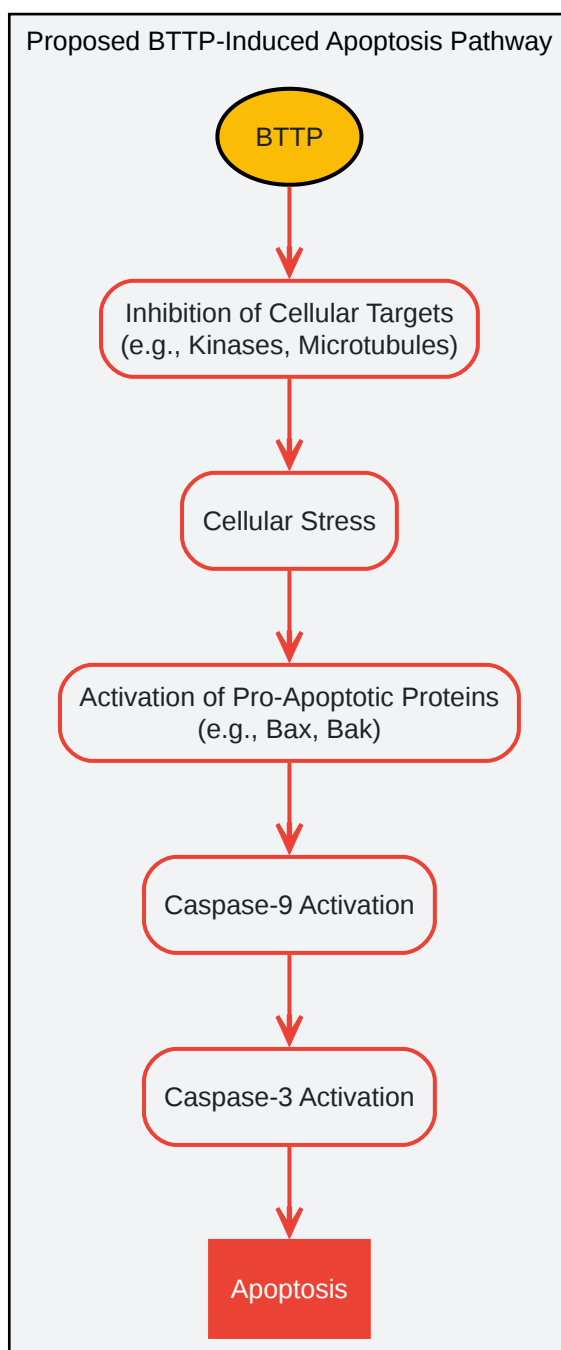 Proposed BTTP-Induced Apoptosis Pathway
BTTP
Inhibition of Cellular Targets
(e.g., Kinases, Microtubules)
Cellular Stress
Activation of Pro-Apoptotic Proteins
(e.g., Bax, Bak)
Caspase-9 Activation
Caspase-3 Activation
Apoptosis